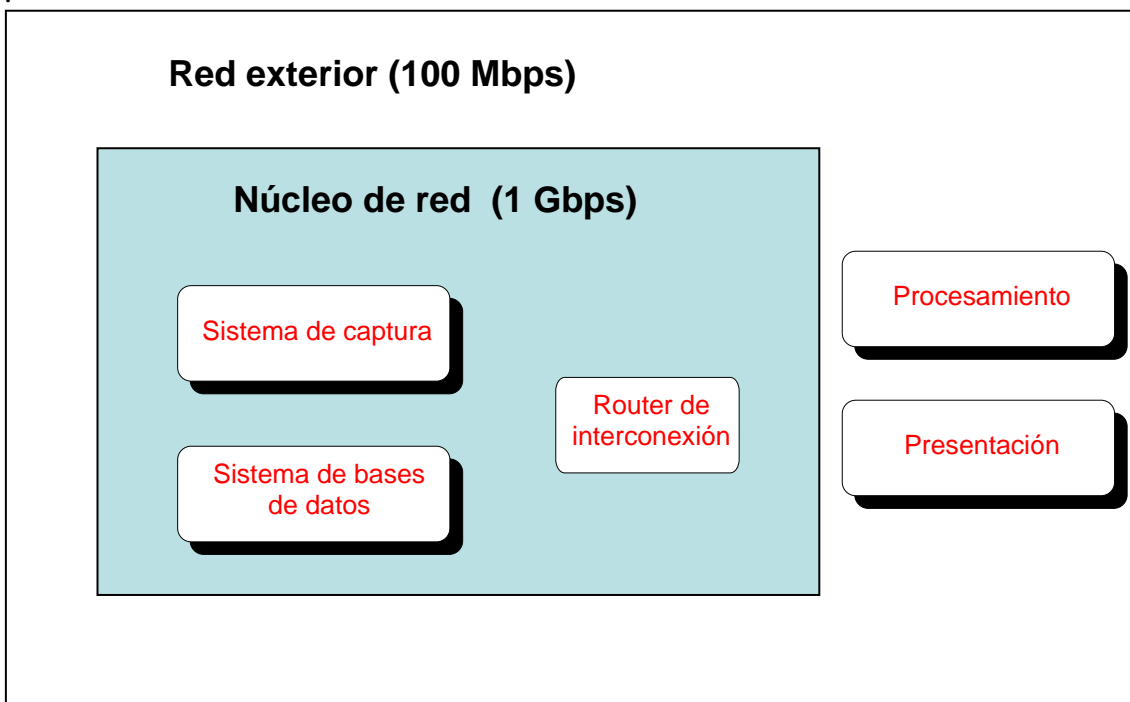 Red exterior (100 Mbps)
Núcleo de red (1 Gbps)
Sistema de captura
Procesamiento
Router de
interconexión
Presentación
Sistema de bases
de datos